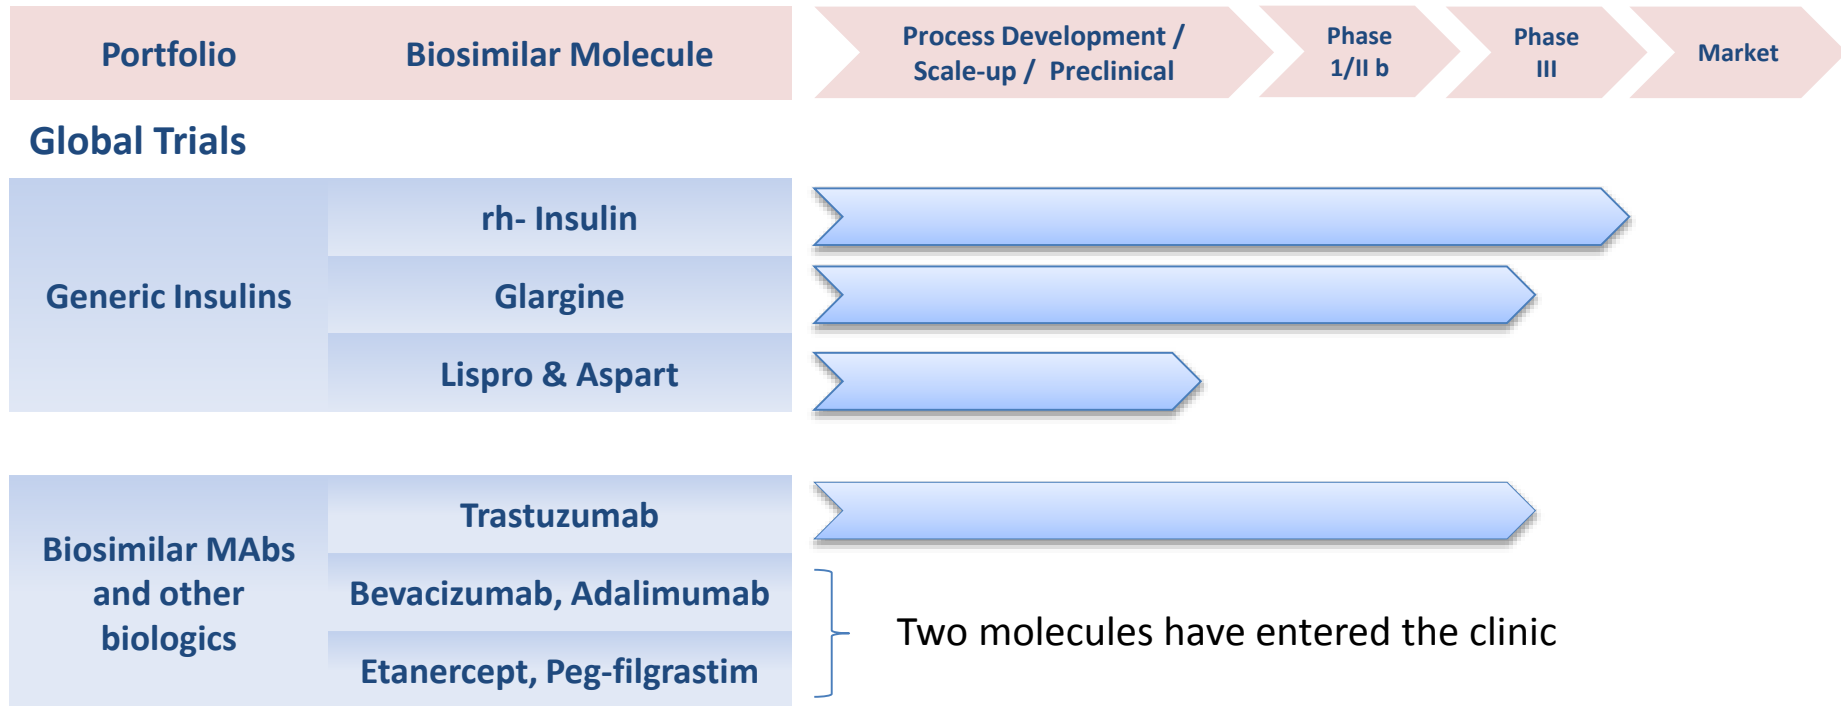 Portfolio
Biosimilar Molecule
Process Development /
Scale-up / Preclinical
Phase
1/II b
Phase
III
Market
Global Trials
Generic Insulins
rh- Insulin
Glargine
Lispro & Aspart
Biosimilar MAbs
and other
biologics
Trastuzumab
Bevacizumab, Adalimumab
Etanercept, Peg-filgrastim
Two molecules have entered the clinic